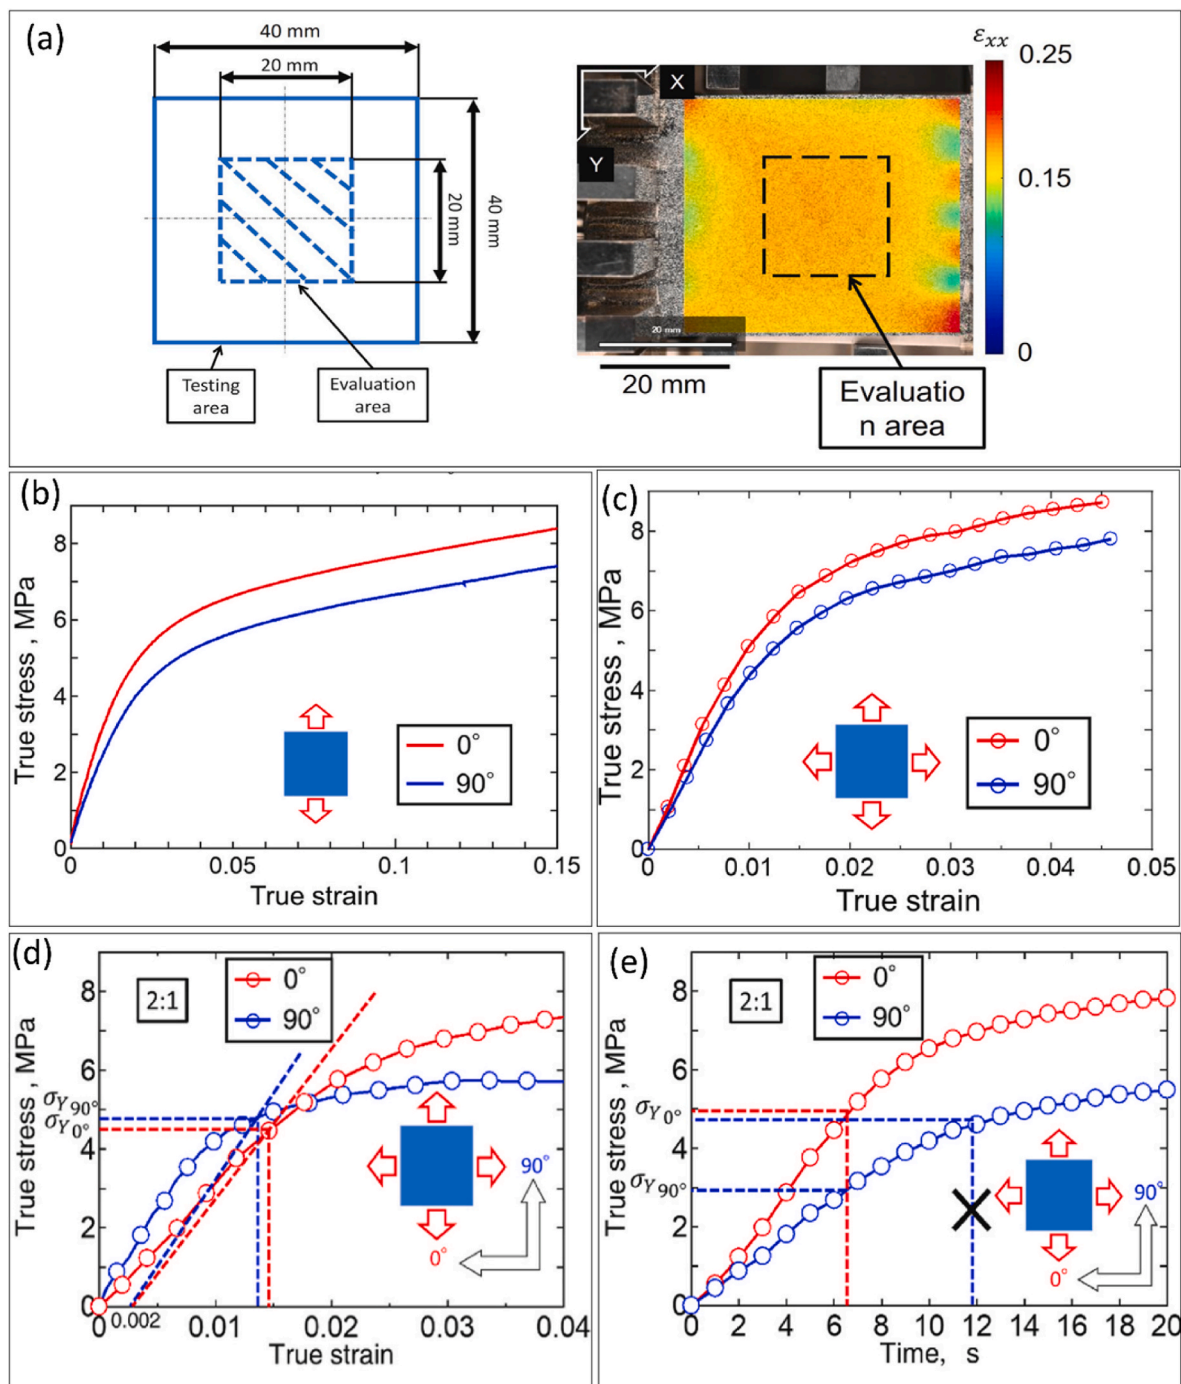 (a)
40 mm
20 mm
20 mm
40 mm
Testing
area
Evaluation
area
X
Y
20 mm
20 mm
Evaluatio
n area
εxx
0.25
0.15
0
(b)
True stress , MPa
8
6
4
2
0
0°
90°
0 0.05 0.1 0.15
True strain
(c)
True stress , MPa
8
6
4
2
0
0°
90°
0 0.01 0.02 0.03 0.04 0.05
True strain
(d)
2:1
0°
90°
True stress , MPa
8
6
σY90°
σY0°
4
2
0
90°
0°
0 0.002 0.01 0.02 0.03 0.04
True strain
(e)
2:1
0°
90°
True stress , MPa
8
6
σY0°
4
σY90°
2
0
90°
0°
0 2 4 6 8 10 12 14 16 18 20
Time, s